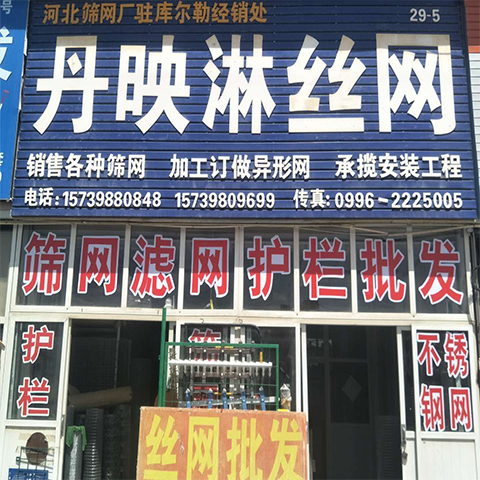 号
河北筛网厂驻库尔勒经销处
29-5
丹映淋丝网
销售各种筛网 加工订做异形网 承揽安装工程
电话:15739880848 15739809699 传真:0996-2225005
筛网滤网护栏批发
护栏
筛
不锈钢网
丝网批发